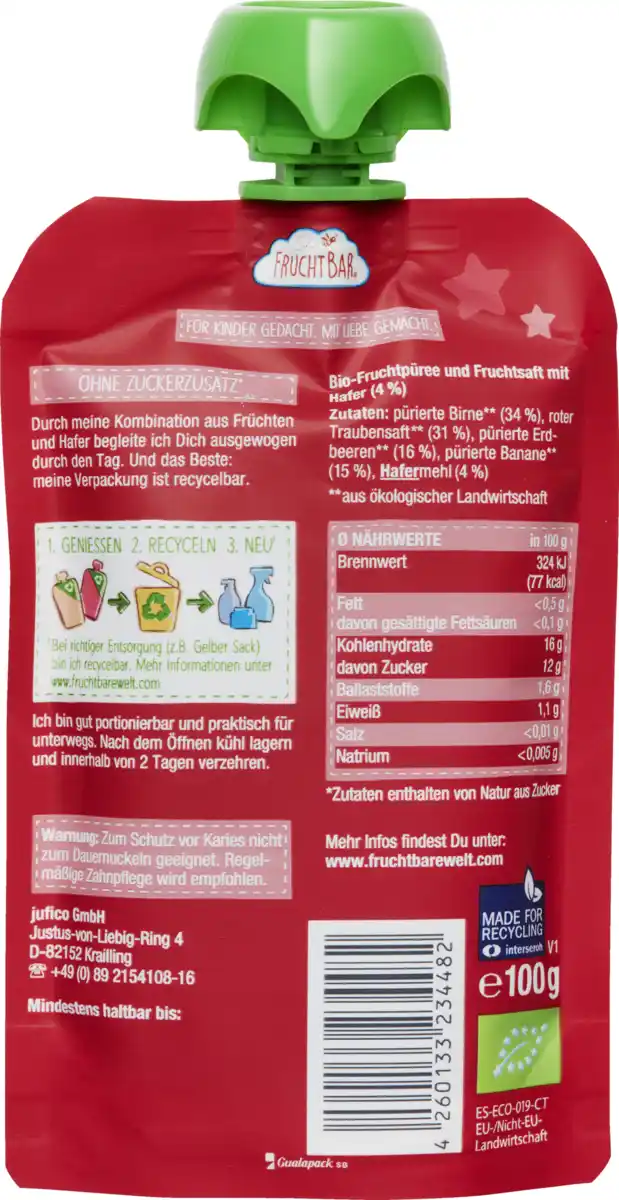 FRUCHTBAR®
FÜR KINDER GEDACHT. MIT LIEBE GEMACHT.
OHNE ZUCKERZUSATZ*
Durch meine Kombination aus Früchten
und Hafer begleite ich Dich ausgewogen
durch den Tag. Und das Beste:
meine Verpackung ist recycelbar.
1. GENIESSEN 2. RECYCELN 3. NEU¹
¹Bei richtiger Entsorgung (z.B. Gelber Sack)
bin ich recycelbar. Mehr Informationen unter
www.fruchtbarewelt.com
Ich bin gut portionierbar und praktisch für
unterwegs. Nach dem Öffnen kühl lagern
und innerhalb von 2 Tagen verzehren.
Warnung: Zum Schutz vor Karies nicht
zum Dauernuckeln geeignet. Regel-
mäßige Zahnpflege wird empfohlen.
jufico GmbH
Justus-von-Liebig-Ring 4
D-82152 Krailling
☎ +49 (0) 89 2154108-16
Mindestens haltbar bis:
Bio-Fruchtpüree und Fruchtsaft mit
Hafer (4 %)
Zutaten: pürierte Birne** (34 %), roter
Traubensaft** (31 %), pürierte Erd-
beeren** (16 %), pürierte Banane**
(15 %), Hafermehl (4 %)
**aus ökologischer Landwirtschaft
Ø NÄHRWERTE in 100 g
Brennwert 324 kJ
(77 kcal)
Fett <0,5 g
davon gesättigte Fettsäuren <0,1 g
Kohlenhydrate 16 g
davon Zucker 12 g*
Ballaststoffe 1,6 g
Eiweiß 1,1 g
Salz <0,01 g
Natrium <0,005 g
*Zutaten enthalten von Natur aus Zucker
Mehr Infos findest Du unter:
www.fruchtbarewelt.com
MADE FOR
RECYCLING
interseroh V1
e100g
4 260133 234482
ES-ECO-019-CT
EU-/Nicht-EU-
Landwirtschaft
Gualapack SG